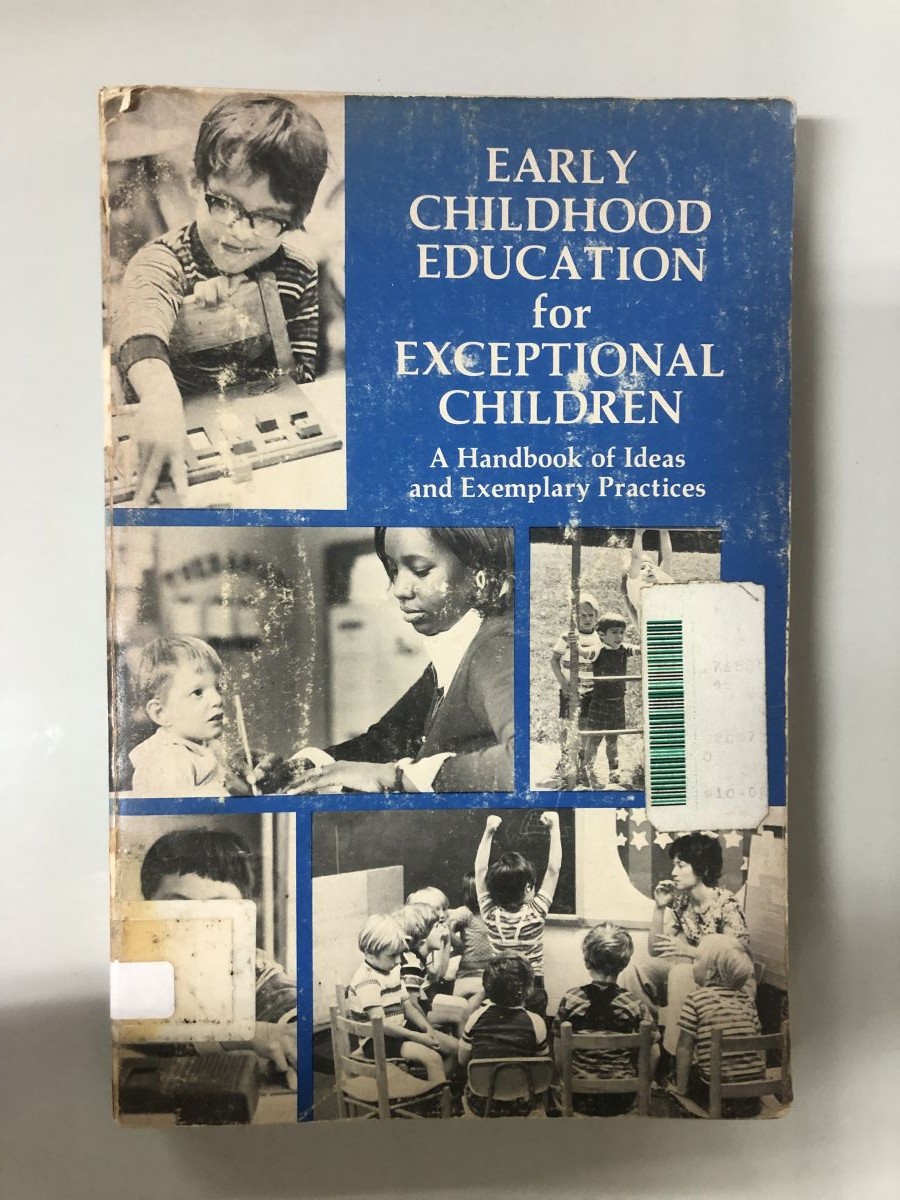 EARLY
CHILDHOOD
EDUCATION
for
EXCEPTIONAL
CHILDREN
A Handbook of Ideas
and Exemplary Practices